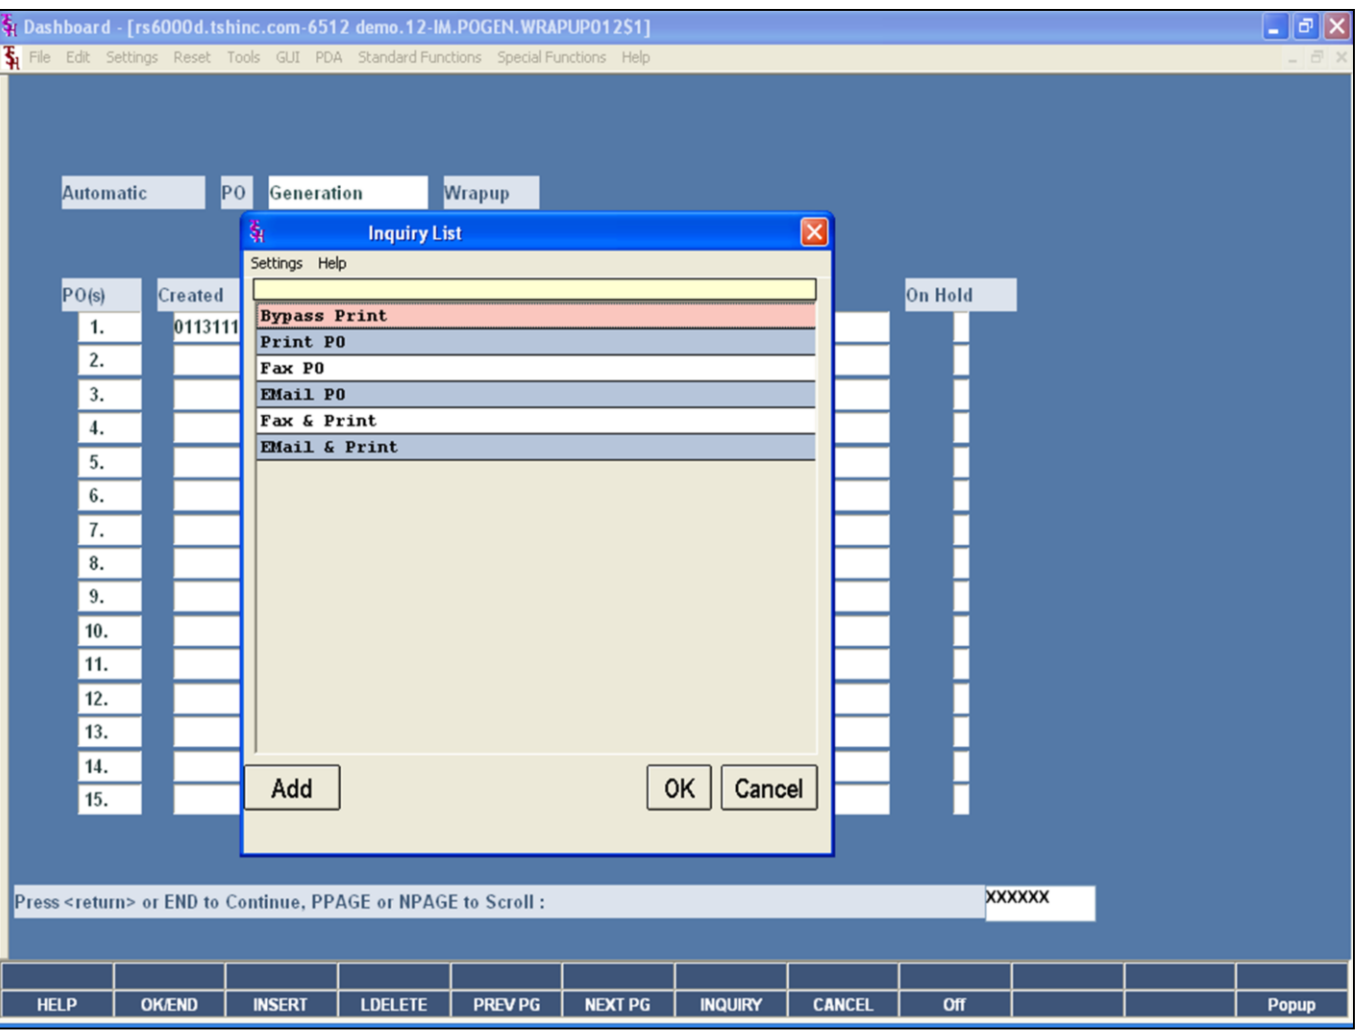 Dashboard - [rs6000d.tshinc.com-6512 demo.12-IM.POGEN.WRAPUP012$1]
File Edit Settings Reset Tools GUI PDA Standard Functions Special Functions Help
Automatic PO Generation Wrapup
Inquiry List
Settings Help
PO(s) Created On Hold
Bypass Print
1. 0113111
Print PO
2.
Fax PO
3.
EMail PO
4.
Fax & Print
EMail & Print
5.
6.
7.
8.
9.
10.
11.
12.
13.
14.
15.
Add OK Cancel
Press <return> or END to Continue, PPAGE or NPAGE to Scroll : XXXXXX
HELP OK/END INSERT LDELETE PREV PG NEXT PG INQUIRY CANCEL Off Popup